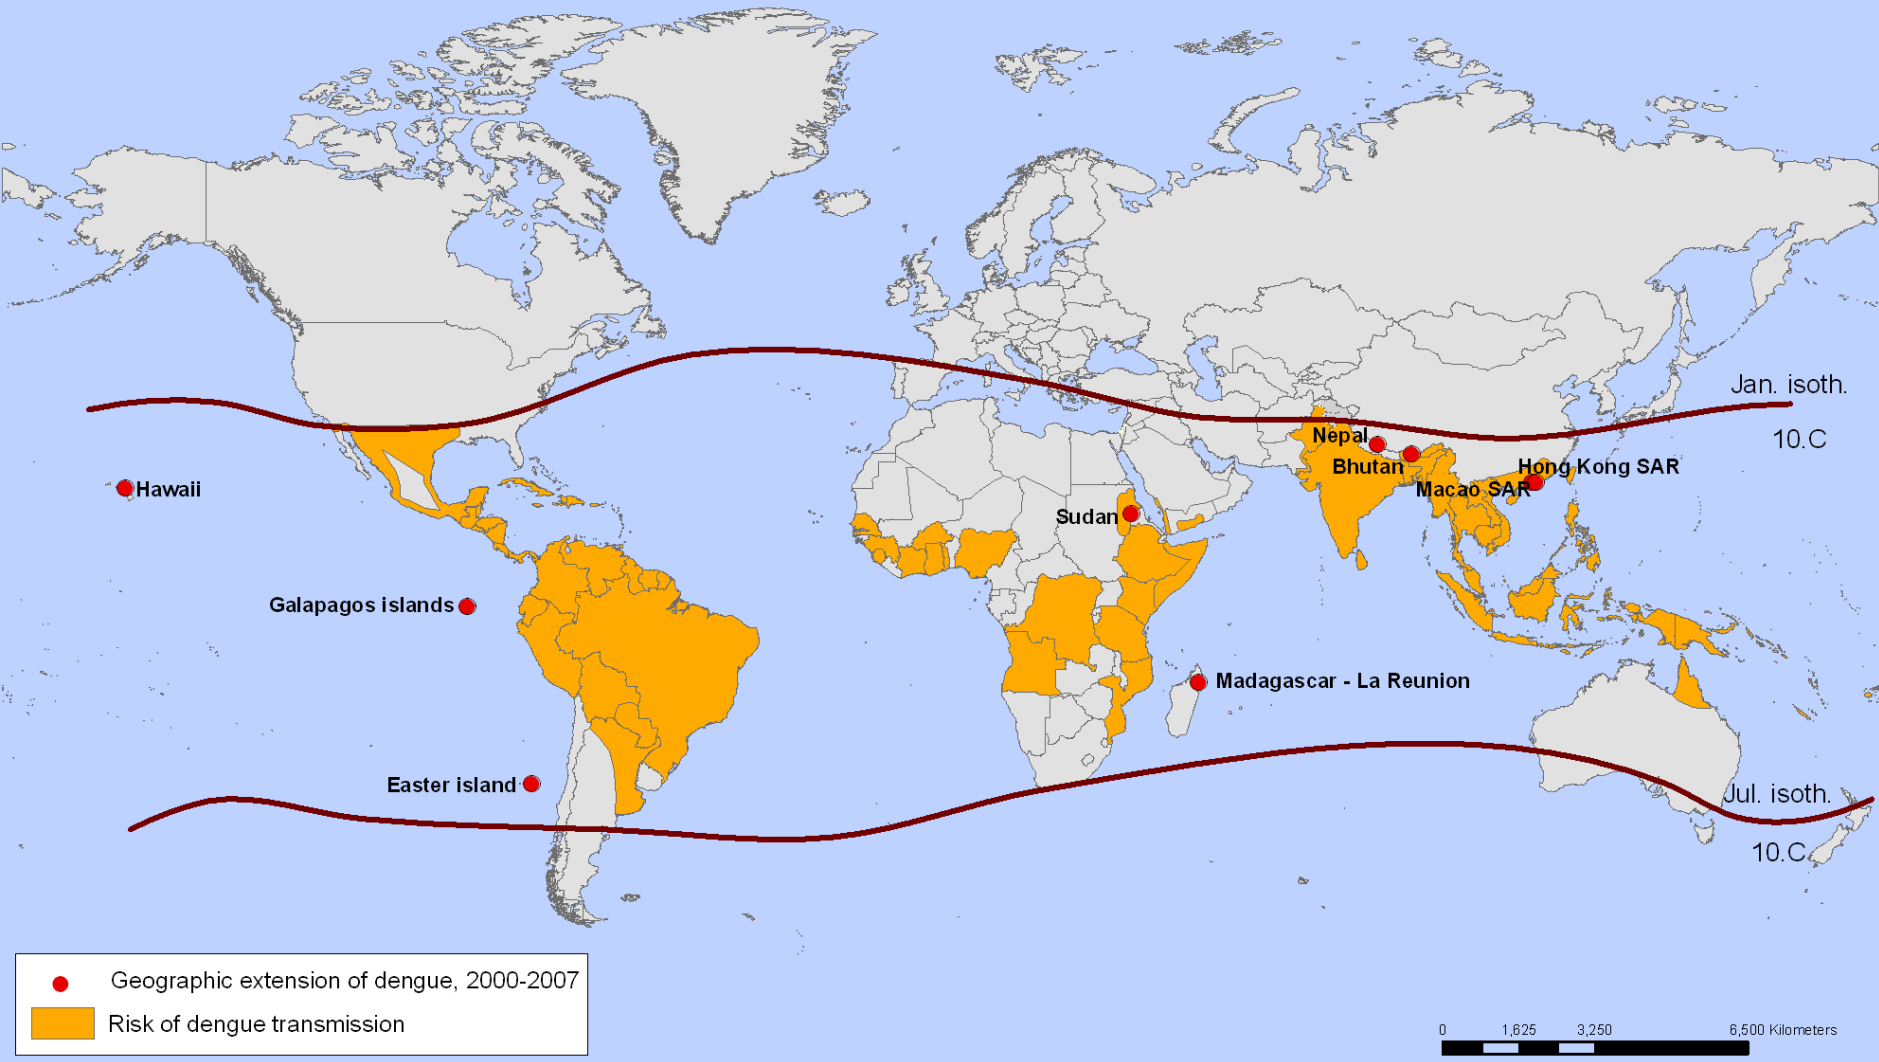 Jan. isoth.
10.C
Nepal
Bhutan
Hong Kong SAR
Macao SAR
Hawaii
Sudan
Galapagos islands
Madagascar - La Reunion
Easter island
Jul. isoth.
10.C
Geographic extension of dengue, 2000-2007
Risk of dengue transmission
0 1,625 3,250 6,500 Kilometers